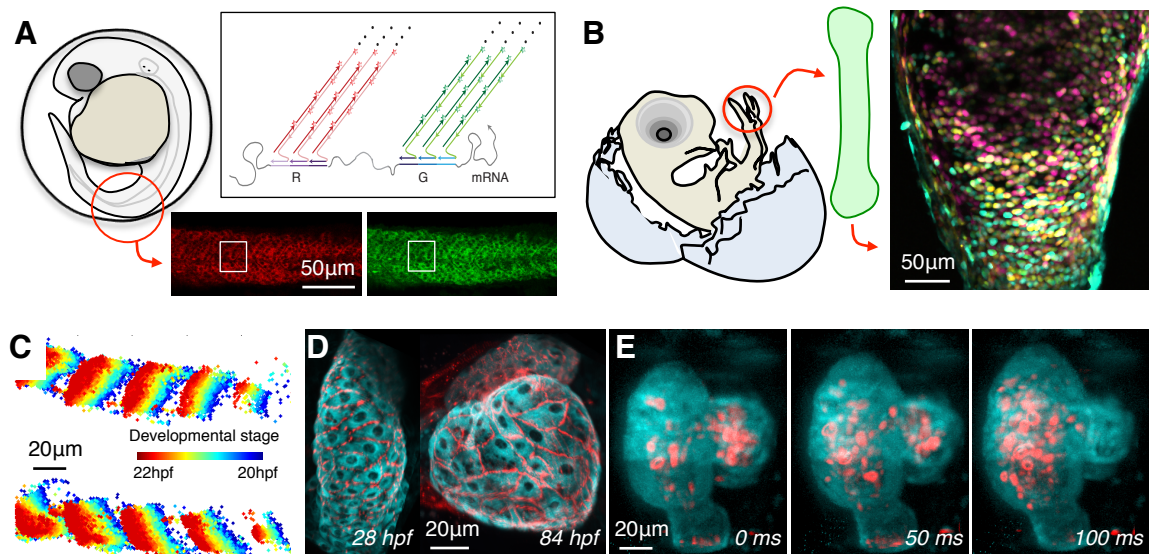 A
R
G
mRNA
50μm
B
50μm
C
Developmental stage
20μm
22hpf
20hpf
D
28 hpf
20μm
84 hpf
E
20μm
0 ms
50 ms
100 ms